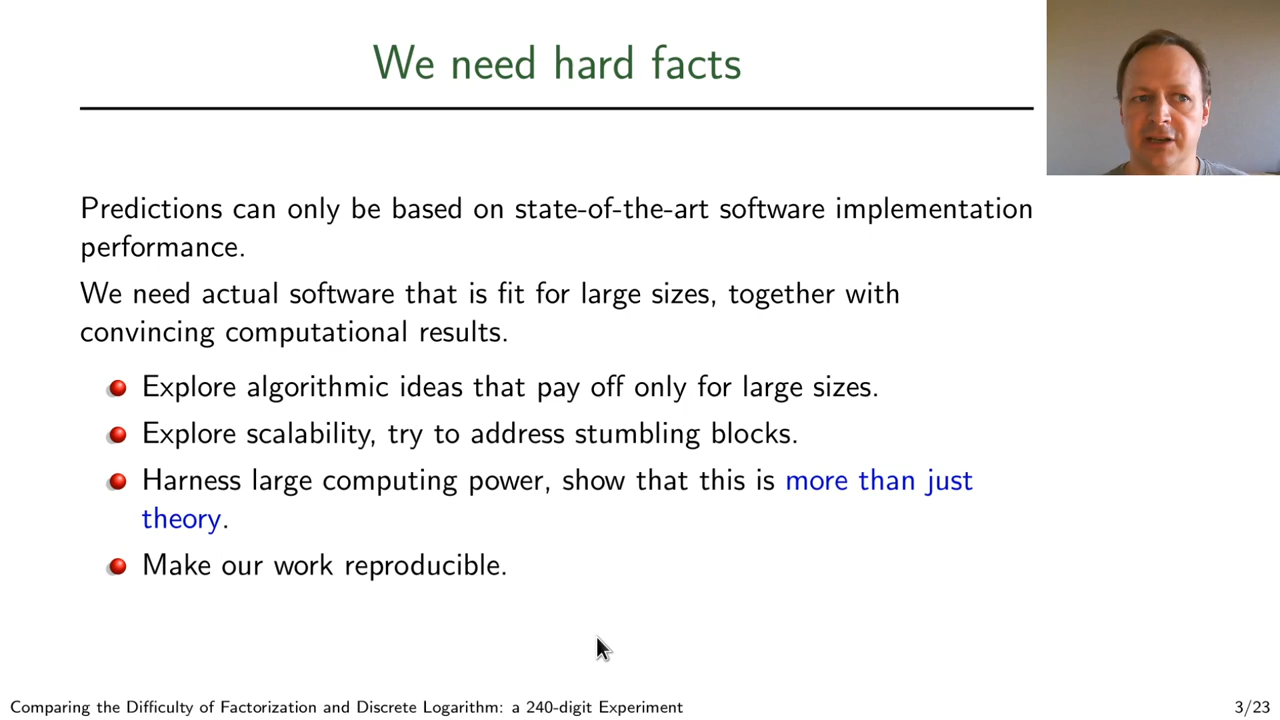 We need hard facts
Predictions can only be based on state-of-the-art software implementation
performance.
We need actual software that is fit for large sizes, together with
convincing computational results.
Explore algorithmic ideas that pay off only for large sizes.
Explore scalability, try to address stumbling blocks.
Harness large computing power, show that this is more than just
theory.
Make our work reproducible.
Comparing the Difficulty of Factorization and Discrete Logarithm: a 240-digit Experiment
3/23